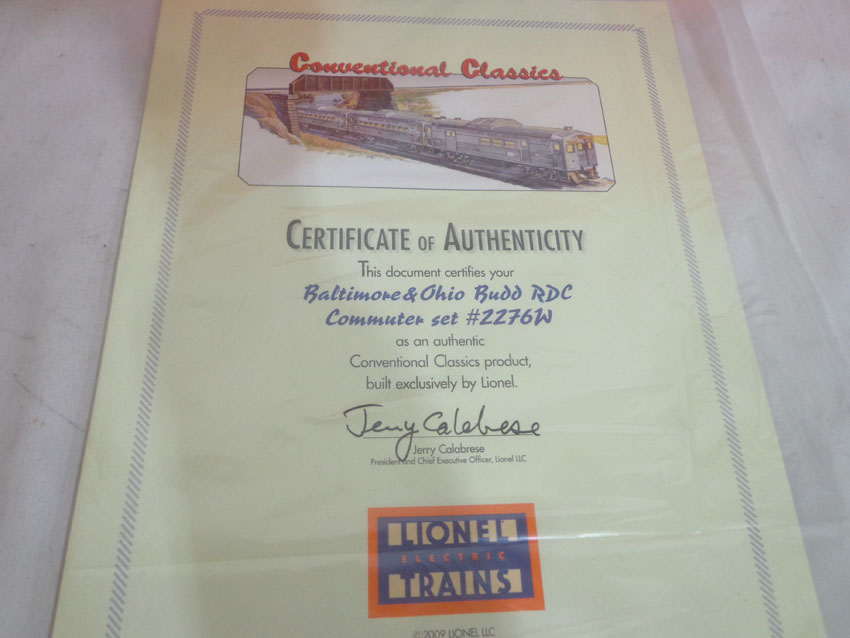 Conventional Classics
CERTIFICATE OF AUTHENTICITY
This document certifies your
Baltimore & Ohio Budd RDC
Commuter set #2276W
as an authentic
Conventional Classics product,
built exclusively by Lionel.
Jerry Calabrese
Jerry Calabrese
President and Chief Executive Officer, Lionel LLC
LIONEL
ELECTRIC
TRAINS
©2009 LIONEL LLC